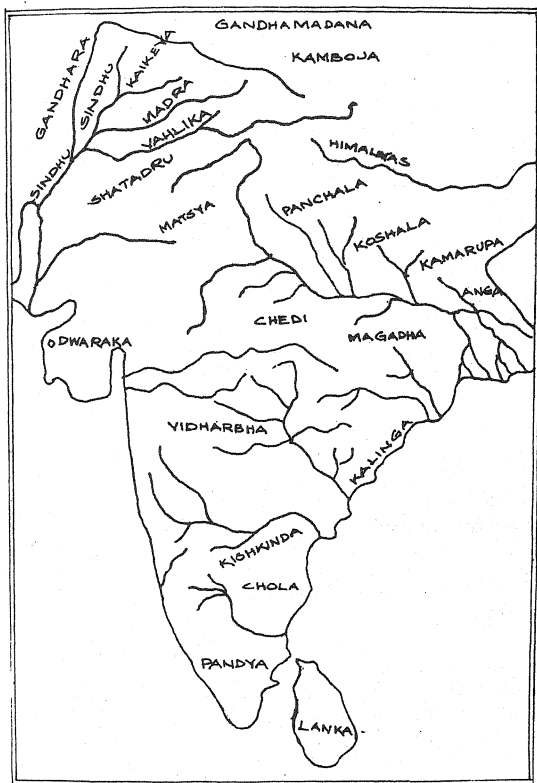 GANDHAMADANA
KAMBOJA
GANDHARA
SINDHU
KAIKEYA
MADRA
VAHLIKA
SINDHU
SHATADRU
HIMALAYAS
MATSYA
PANCHALA
KOSHALA
KAMARUPA
ANGA
CHEDI
DWARAKA
MAGADHA
VIDHARBHA
KALINGA
KISHKINDA
CHOLA
PANDYA
LANKA